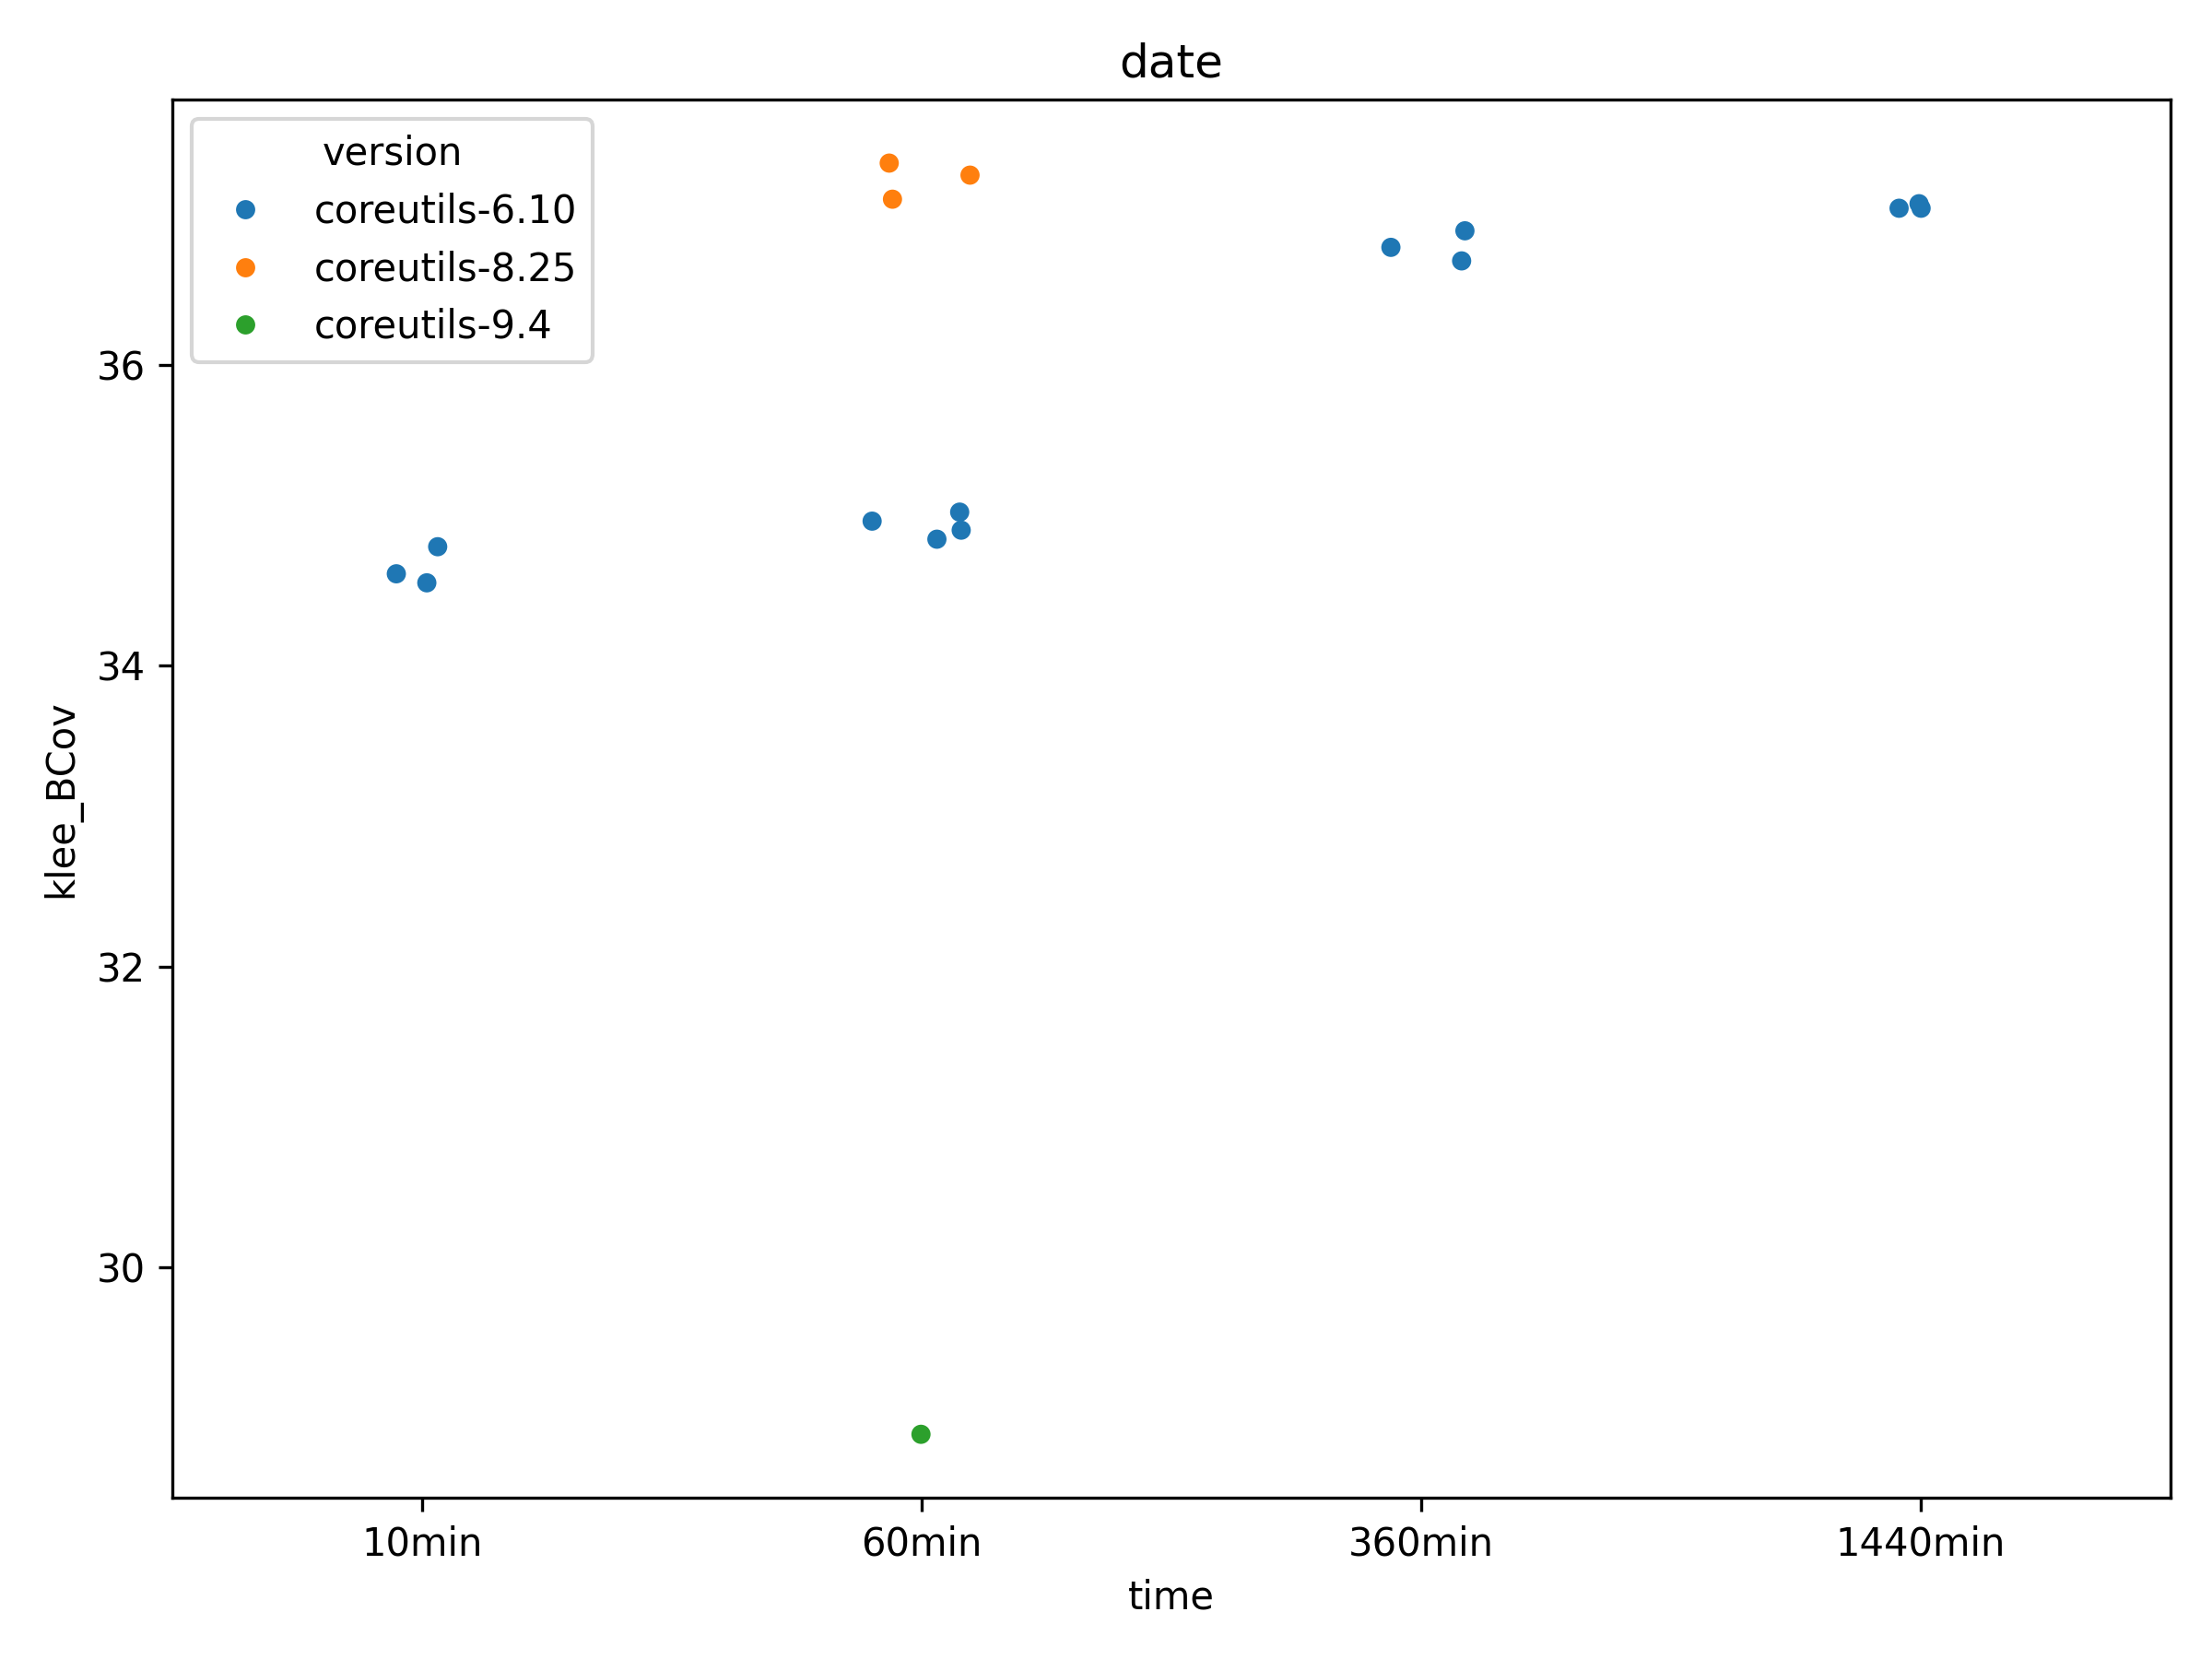 date
version
coreutils-6.10
coreutils-8.25
coreutils-9.4
36
34
32
30
klee_BCov
10min
60min
360min
1440min
time